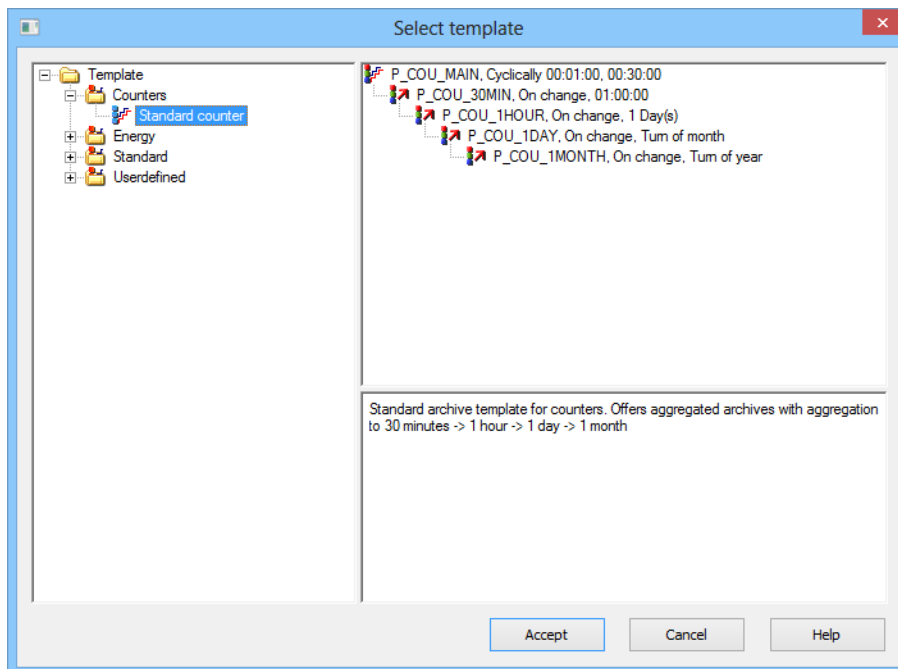 Select template
Template
Counters
Standard counter
Energy
Standard
Userdefined
P_COU_MAIN, Cyclically 00:01:00, 00:30:00
P_COU_30MIN, On change, 01:00:00
P_COU_1HOUR, On change, 1 Day(s)
P_COU_1DAY, On change, Turn of month
P_COU_1MONTH, On change, Turn of year
Standard archive template for counters. Offers aggregated archives with aggregation
to 30 minutes -> 1 hour -> 1 day -> 1 month
Accept Cancel Help